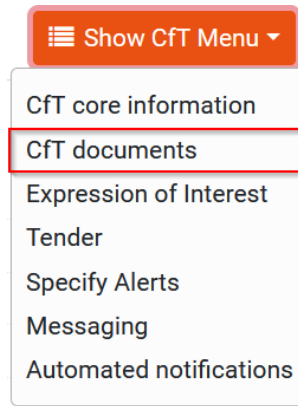 Show CfT Menu
CfT core information
CfT documents
Expression of Interest
Tender
Specify Alerts
Messaging
Automated notifications